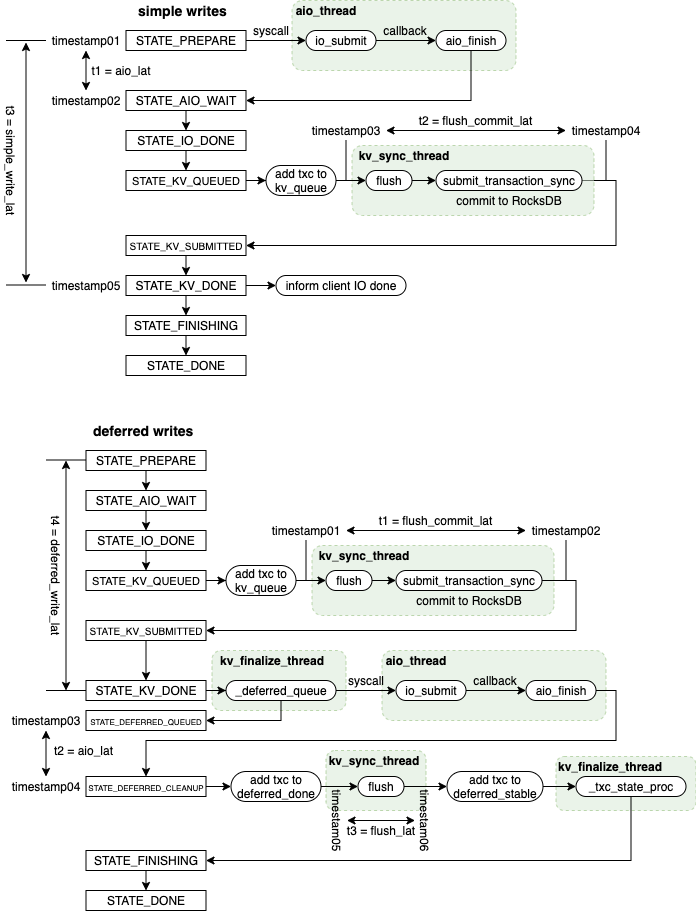 simple writes
aio_thread
timestamp01
STATE_PREPARE
syscall
io_submit
callback
aio_finish
t1 = aio_lat
timestamp02
STATE_AIO_WAIT
t3 = simple_write_lat
STATE_IO_DONE
timestamp03
t2 = flush_commit_lat
timestamp04
kv_sync_thread
STATE_KV_QUEUED
add txc to
kv_queue
flush
submit_transaction_sync
commit to RocksDB
STATE_KV_SUBMITTED
timestamp05
STATE_KV_DONE
inform client IO done
STATE_FINISHING
STATE_DONE
deferred writes
STATE_PREPARE
STATE_AIO_WAIT
t4 = deferred_write_lat
STATE_IO_DONE
timestamp01
t1 = flush_commit_lat
timestamp02
kv_sync_thread
STATE_KV_QUEUED
add txc to
kv_queue
flush
submit_transaction_sync
commit to RocksDB
STATE_KV_SUBMITTED
kv_finalize_thread
aio_thread
STATE_KV_DONE
_deferred_queue
syscall
io_submit
callback
aio_finish
timestamp03
STATE_DEFERRED_QUEUED
t2 = aio_lat
kv_sync_thread
kv_finalize_thread
timestamp04
STATE_DEFERRED_CLEANUP
add txc to
deferred_done
flush
add txc to
deferred_stable
_txc_state_proc
timestam05
timestam06
t3 = flush_lat
STATE_FINISHING
STATE_DONE